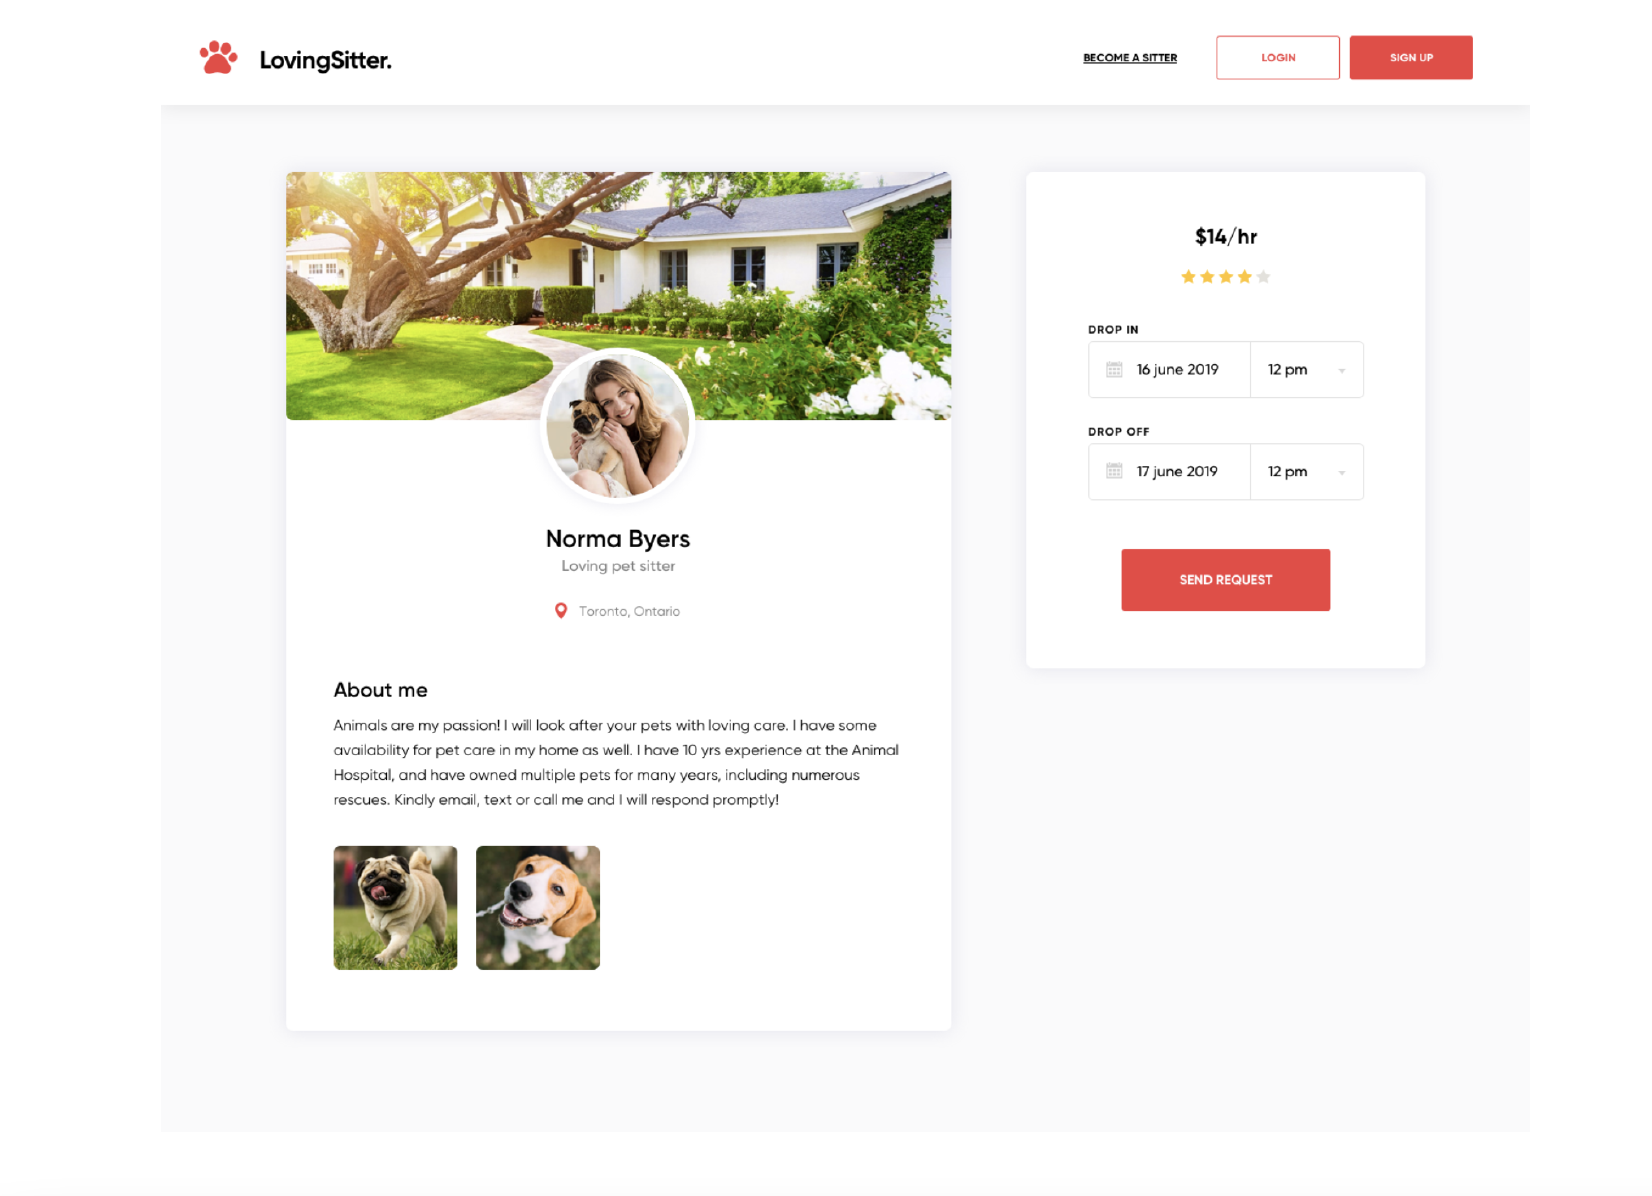 LovingSitter.
BECOME A SITTER
LOGIN
SIGN UP
Norma Byers
Loving pet sitter
Toronto, Ontario
About me
Animals are my passion! I will look after your pets with loving care. I have some
availability for pet care in my home as well. I have 10 yrs experience at the Animal
Hospital, and have owned multiple pets for many years, including numerous
rescues. Kindly email, text or call me and I will respond promptly!
$14/hr
DROP IN
16 june 2019
12 pm
DROP OFF
17 june 2019
12 pm
SEND REQUEST